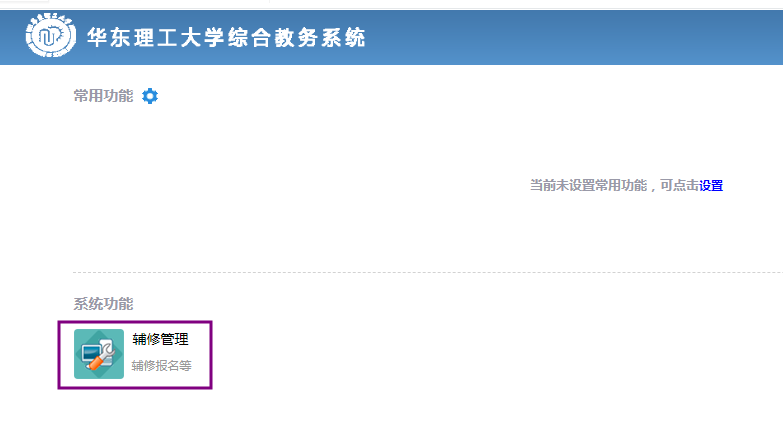 华东理工大学综合教务系统
常用功能
当前未设置常用功能，可点击设置
系统功能
辅修管理
辅修报名等